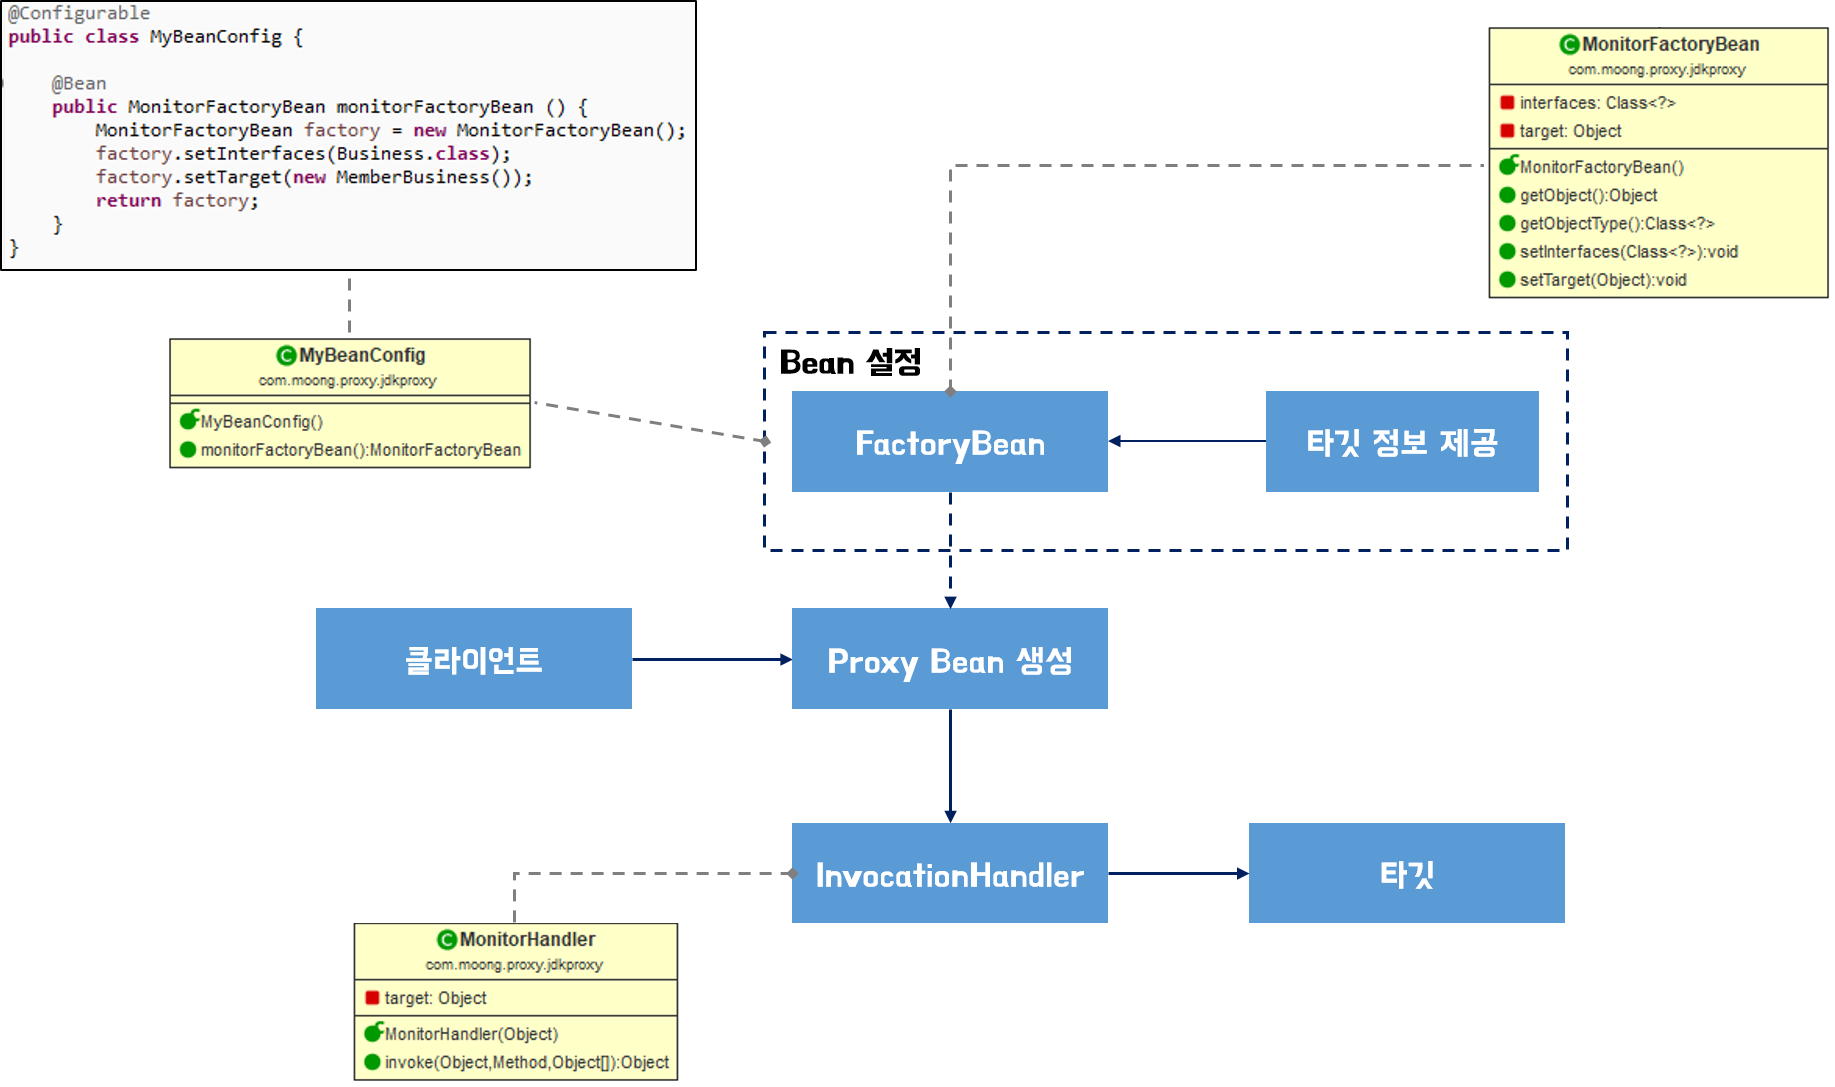 @Configurable
public class MyBeanConfig {
@Bean
public MonitorFactoryBean monitorFactoryBean () {
MonitorFactoryBean factory = new MonitorFactoryBean();
factory.setInterfaces(Business.class);
factory.setTarget(new MemberBusiness());
return factory;
}
}
MonitorFactoryBean
com.moong.proxy.jdkproxy
interfaces: Class<?>
target: Object
MonitorFactoryBean()
getObject():Object
getObjectType():Class<?>
setInterfaces(Class<?>):void
setTarget(Object):void
MyBeanConfig
com.moong.proxy.jdkproxy
MyBeanConfig()
monitorFactoryBean():MonitorFactoryBean
Bean 설정
FactoryBean
타깃 정보 제공
클라이언트
Proxy Bean 생성
InvocationHandler
타깃
MonitorHandler
com.moong.proxy.jdkproxy
target: Object
MonitorHandler(Object)
invoke(Object,Method,Object[]):Object